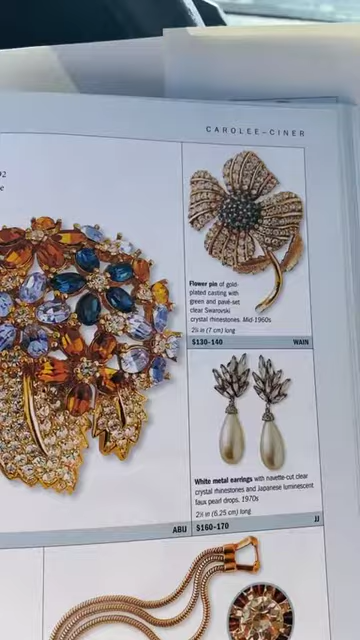 CAROLEE–CINER
92
e
Flower pin of gold-
plated casting with
green and pavé-set
clear Swarovski
crystal rhinestones. Mid-1960s
2¾ in (7 cm) long
$130-140 WAIN
White metal earrings with navette-cut clear
crystal rhinestones and Japanese luminescent
faux pearl drops. 1970s
2½ in (6.25 cm) long
ABU $160-170 JJ